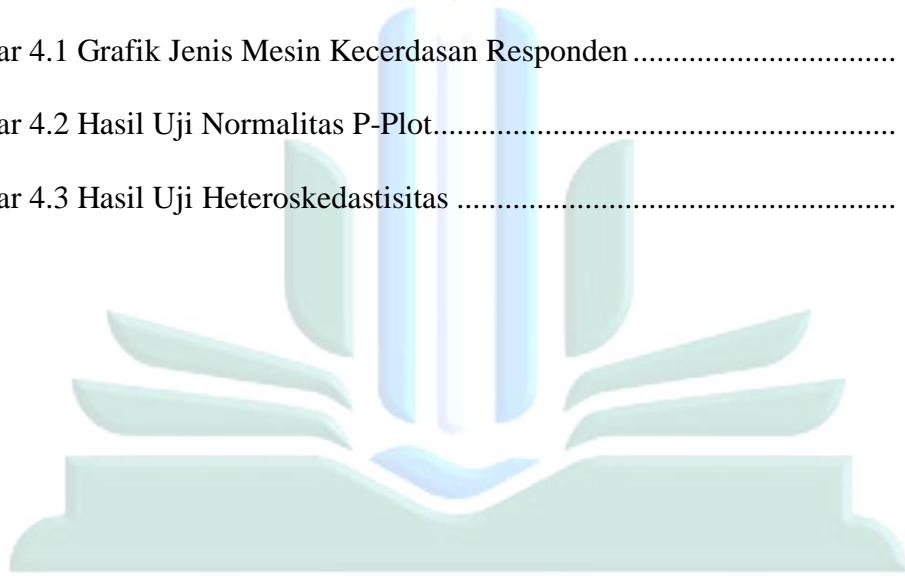 ar 4.1 Grafik Jenis Mesin Kecerdasan Responden .................................
ar 4.2 Hasil Uji Normalitas P-Plot..........................................................
ar 4.3 Hasil Uji Heteroskedastisitas .......................................................